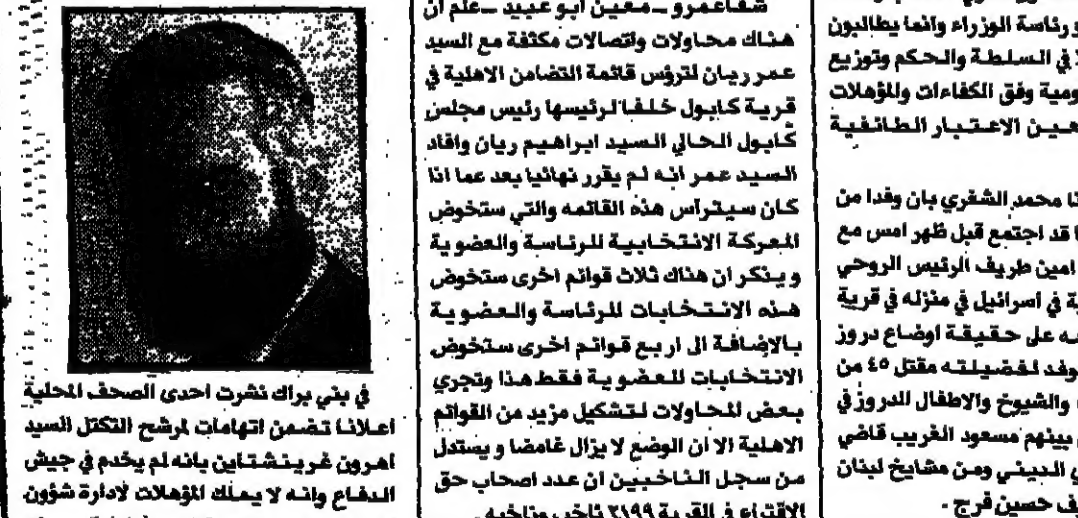 و رئاسة الوزراء وانما يطالبون
في السلطة والحكم وتوزيع
ومية وفق الكفاءات والمؤهلات
هين الاعتبار الطائفية
نا محمد الشغري بان وفدا من
قد اجتمع قبل ظهر امس مع
امين طريف الرئيس الروحي
ية في اسرائيل في منزله في قرية
على حقيقة اوضاع دروز
وفد لفضيلته مقتل ٤٥ من
والشيوخ والاطفال الدروز في
بينهم مسعود الغريب قاضي
ي الديني ومن مشايخ لبنان
ف حسين فرج .
شفاعمرو ـ معين ابو عبيد ـ علم ان
هناك محاولات واتصالات مكثفة مع السيد
عمر ريان لترؤس قائمة التضامن الاهلية في
قرية كابول خلفا لرئيسها رئيس مجلس
كابول الحالي السيد ابراهيم ريان وافاد
السيد عمر انه لم يقرر نهائيا بعد عما انا
كان سيترأس هذه القائمه والتي ستخوض
المعركة الانتخابية للرئاسة والعضوية
وينكر ان هناك ثلاث قوائم اخرى ستخوض
هذه الانتخابات للرئاسة والعضوية
بالاضافة الى اربع قوائم اخرى ستخوض
الانتخابات للعضوية فقط هذا وتجري
بعض المحاولات لتشكيل مزيد من القوائم
الاهلية الا ان الوضع لا يزال غامضا ويستدل
من سجل الناخبين ان عدد اصحاب حق
الاقتراع في القرية ٢١٩٩ ناخب وناخبه .
في بني براك نشرت احدى الصحف المحلية
اعلانا تضمن اتهامات لمرشح التكتل السيد
اهرون غرينشتاين بانه لم يخدم في جيش
الدفاع وانه لا يملك المؤهلات لادارة شؤون